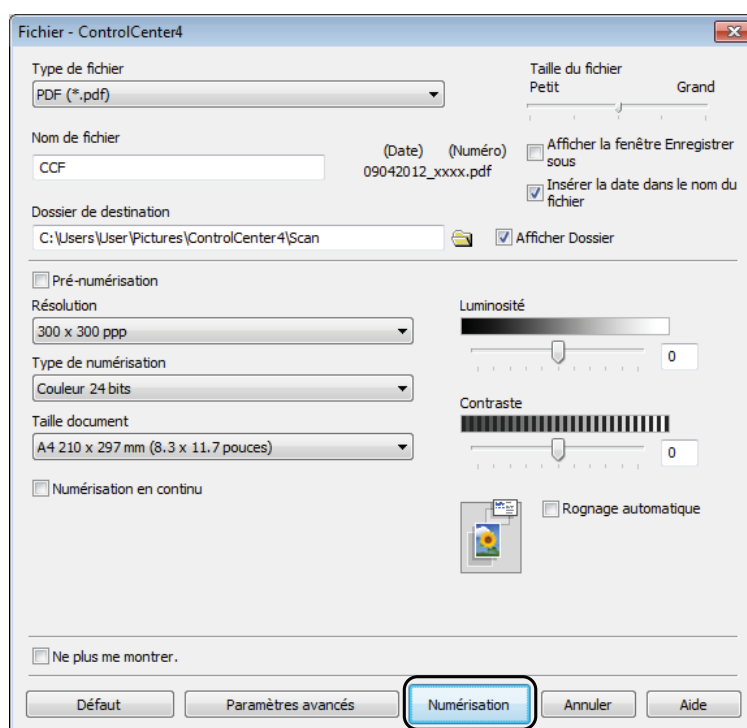 Fichier - ControlCenter4
Type de fichier
PDF (*.pdf)
Taille du fichier
Petit Grand
Nom de fichier
CCF
(Date) (Numéro)
09042012_xxxx.pdf
Afficher la fenêtre Enregistrer
sous
Insérer la date dans le nom du
fichier
Dossier de destination
C:\Users\User\Pictures\ControlCenter4\Scan
Afficher Dossier
Pré-numérisation
Résolution
300 x 300 ppp
Type de numérisation
Couleur 24 bits
Taille document
A4 210 x 297 mm (8.3 x 11.7 pouces)
Numérisation en continu
Luminosité
0
Contraste
0
Rognage automatique
Ne plus me montrer.
Défaut Paramètres avancés Numérisation Annuler Aide